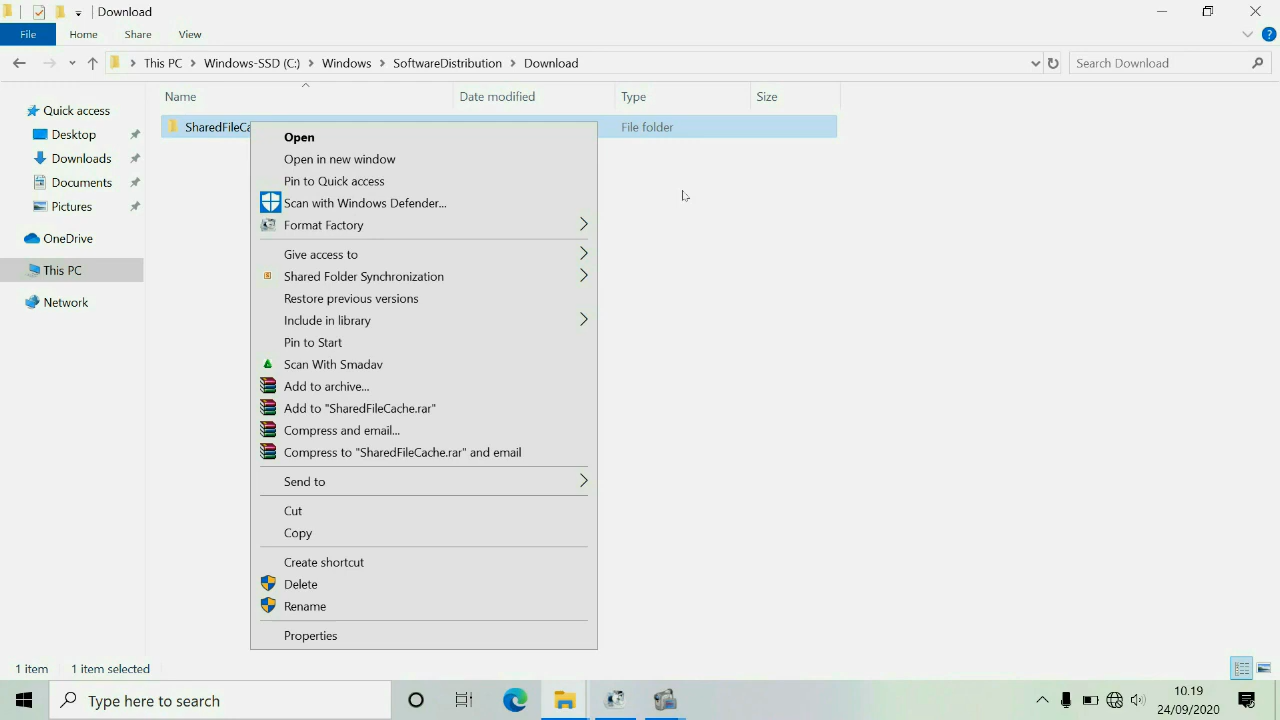 Download
File
Home
Share
View
This PC
Windows-SSD (C:)
Windows
SoftwareDistribution
Download
Search Download
Name
Date modified
Type
Size
Quick access
Desktop
Downloads
Documents
Pictures
OneDrive
This PC
Network
File folder
Open
Open in new window
Pin to Quick access
Scan with Windows Defender...
Format Factory
Give access to
Shared Folder Synchronization
Restore previous versions
Include in library
Pin to Start
Scan With Smadav
Add to archive...
Add to "SharedFileCache.rar"
Compress and email...
Compress to "SharedFileCache.rar" and email
Send to
Cut
Copy
Create shortcut
Delete
Rename
Properties
1 item
1 item selected
Type here to search
10.19
24/09/2020